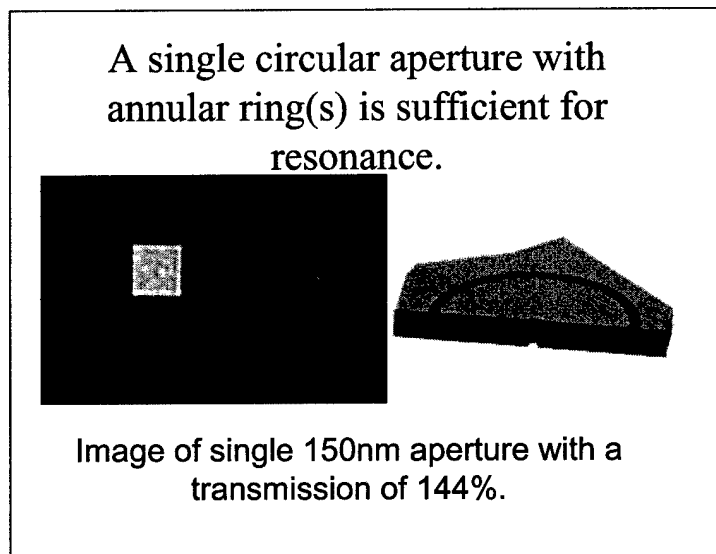 A single circular aperture with
annular ring(s) is sufficient for
resonance.
Image of single 150nm aperture with a
transmission of 144%.